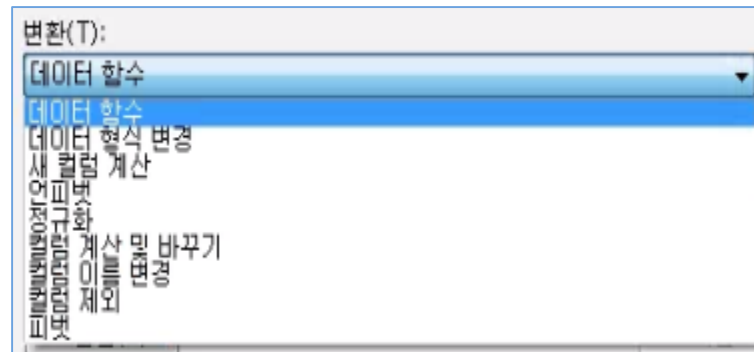 변환(T):
데이터 함수
데이터 함수
데이터 형식 변경
새 컬럼 계산
언피벗
정규화
컬럼 계산 및 바꾸기
컬럼 이름 변경
컬럼 제외
피벗